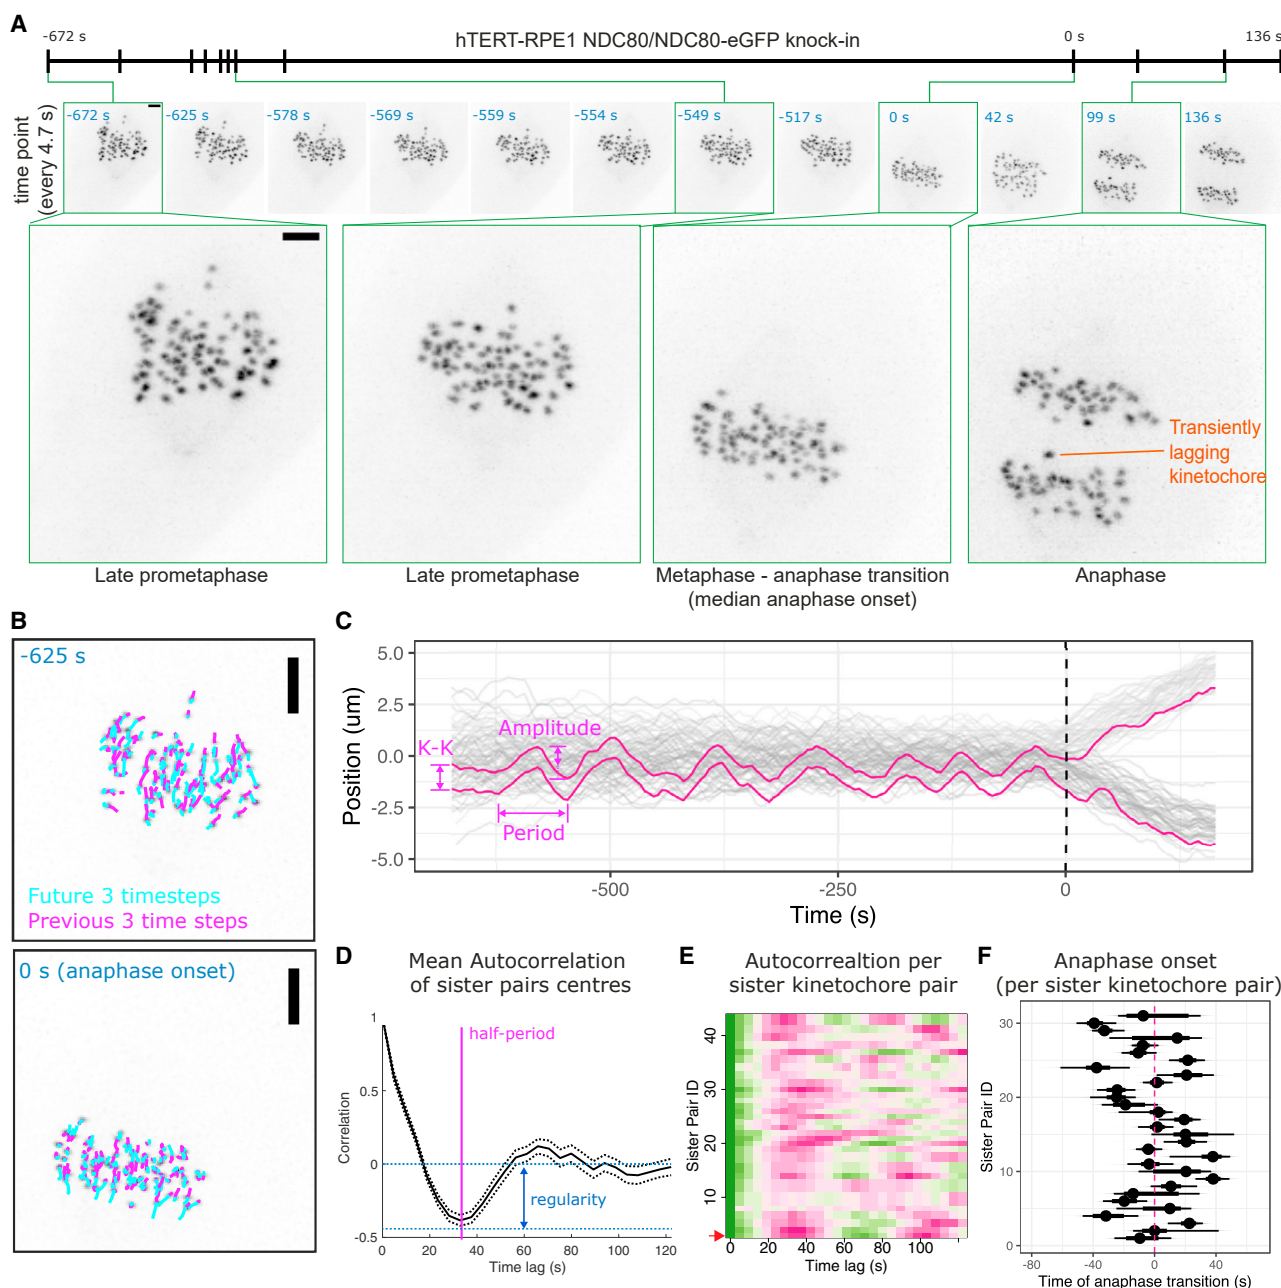 A
-672 s
hTERT-RPE1 NDC80/NDC80-eGFP knock-in
0 s
136 s
time point
(every 4.7 s)
-672 s
-625 s
-578 s
-569 s
-559 s
-554 s
-549 s
-517 s
0 s
42 s
99 s
136 s
Transiently
lagging
kinetochore
Late prometaphase
Late prometaphase
Metaphase - anaphase transition
(median anaphase onset)
Anaphase
B
-625 s
Future 3 timesteps
Previous 3 time steps
0 s (anaphase onset)
C
Position (um)
5.0
2.5
0.0
-2.5
-5.0
K-K
Amplitude
Period
-500
-250
0
Time (s)
D
Mean Autocorrelation
of sister pairs centres
Correlation
1
0.5
0
-0.5
half-period
regularity
0
20
40
60
80
100
120
Time lag (s)
E
Autocorrealtion per
sister kinetochore pair
Sister Pair ID
40
30
20
10
0
20
40
60
80
100
Time lag (s)
F
Anaphase onset
(per sister kinetochore pair)
Sister Pair ID
30
20
10
0
-80
-40
0
40
Time of anaphase transition (s)